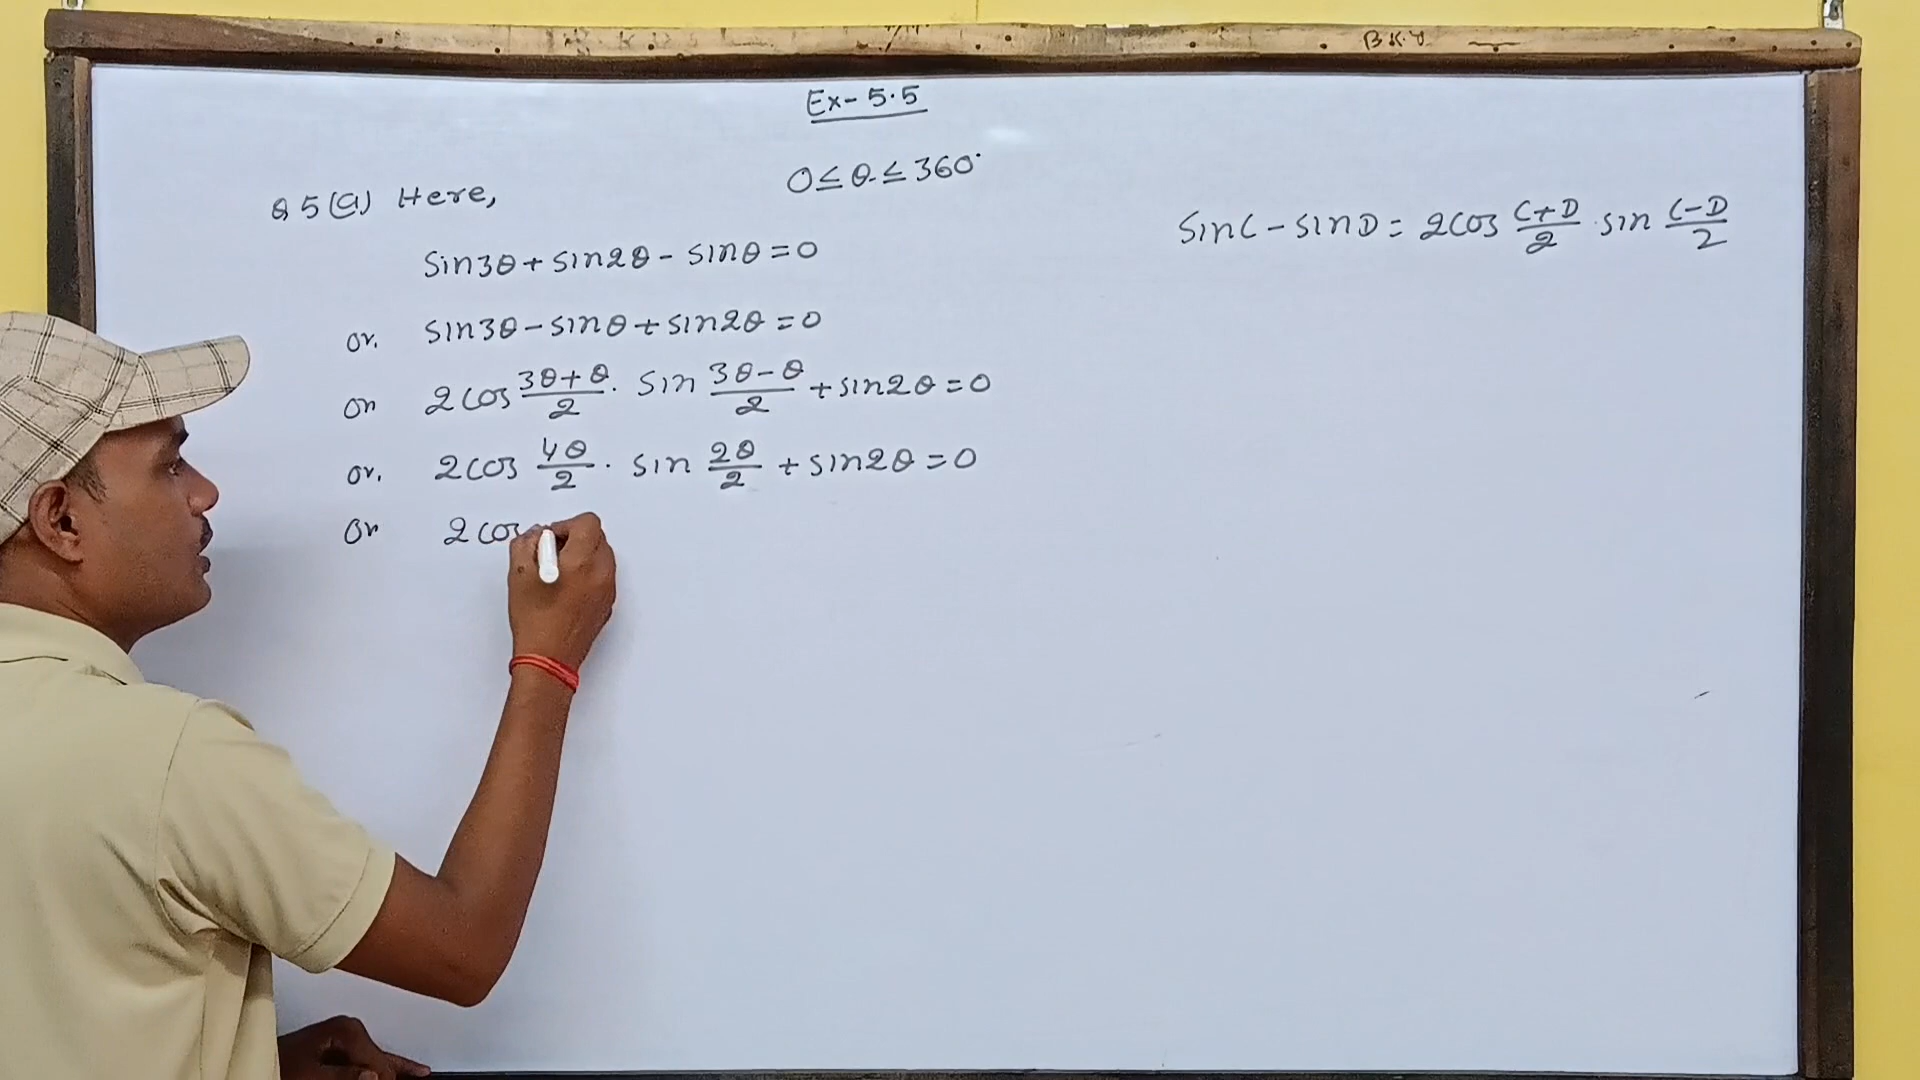 B.K.Y
Ex- 5.5
0 ≤ θ ≤ 360°
Q 5(a) Here,
sin3θ + sin2θ - sinθ = 0
or. sin3θ - sinθ + sin2θ = 0
or 2cos (3θ+θ)/2 . sin (3θ-θ)/2 + sin2θ = 0
or. 2cos 4θ/2 . sin 2θ/2 + sin2θ = 0
or 2cos
sinC - sinD = 2cos (C+D)/2 . sin (C-D)/2